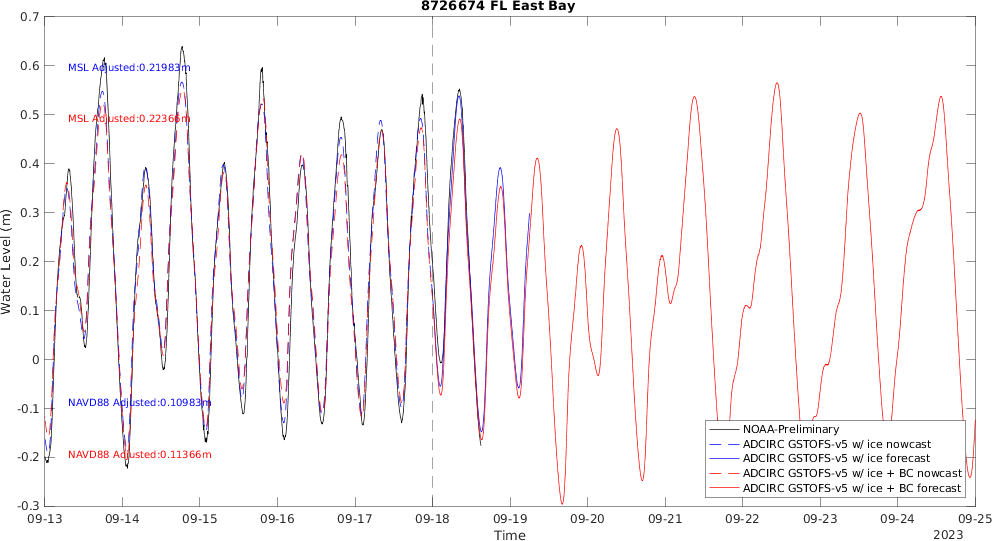 8726674 FL East Bay
0.7
0.6
0.5
0.4
0.3
0.2
0.1
0
-0.1
-0.2
-0.3
Water Level (m)
MSL Adjusted:0.21983m
MSL Adjusted:0.22366m
NAVD88 Adjusted:0.10983m
NAVD88 Adjusted:0.11366m
NOAA-Preliminary
ADCIRC GSTOFS-v5 w/ ice nowcast
ADCIRC GSTOFS-v5 w/ ice forecast
ADCIRC GSTOFS-v5 w/ ice + BC nowcast
ADCIRC GSTOFS-v5 w/ ice + BC forecast
09-13 09-14 09-15 09-16 09-17 09-18 09-19 09-20 09-21 09-22 09-23 09-24 09-25
Time
2023